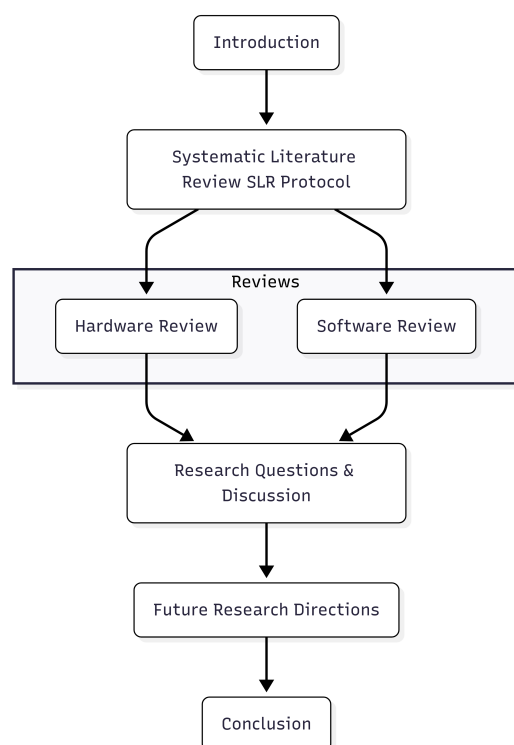 Introduction
Systematic Literature
Review SLR Protocol
Reviews
Hardware Review
Software Review
Research Questions &
Discussion
Future Research Directions
Conclusion